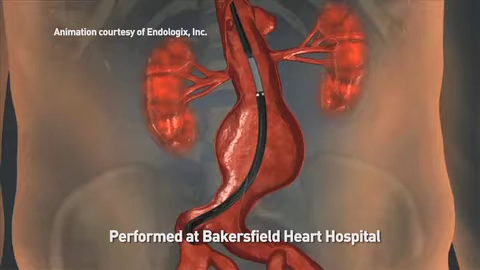 Animation courtesy of Endologix, Inc.
Performed at Bakersfield Heart Hospital